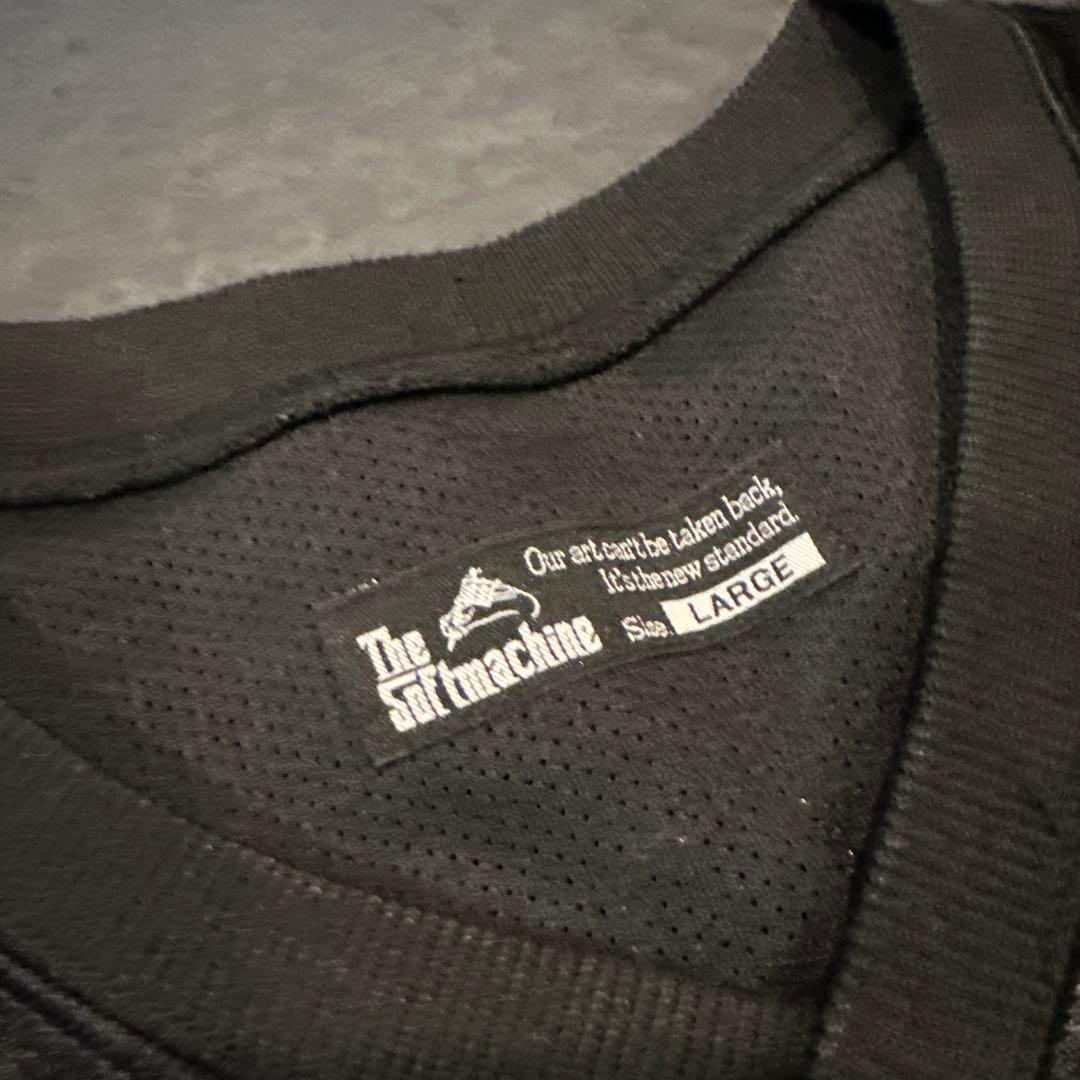 The
Softmachine
Our art can't be taken back,
It's the new standard.
Size. LARGE